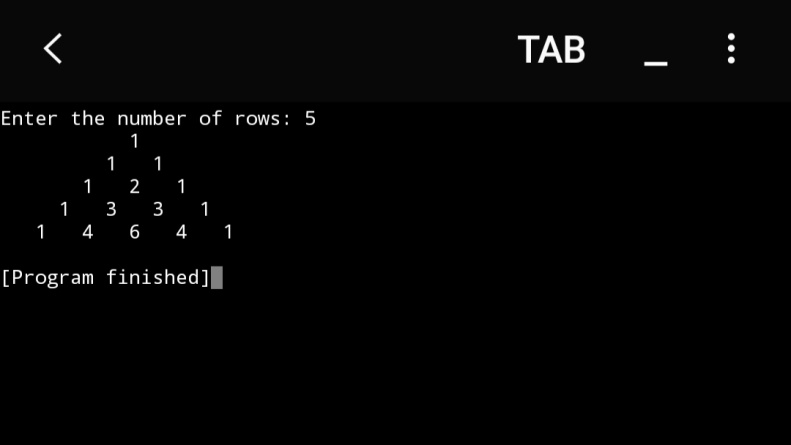 TAB _
Enter the number of rows: 5
1
1 1
1 2 1
1 3 3 1
1 4 6 4 1
[Program finished]